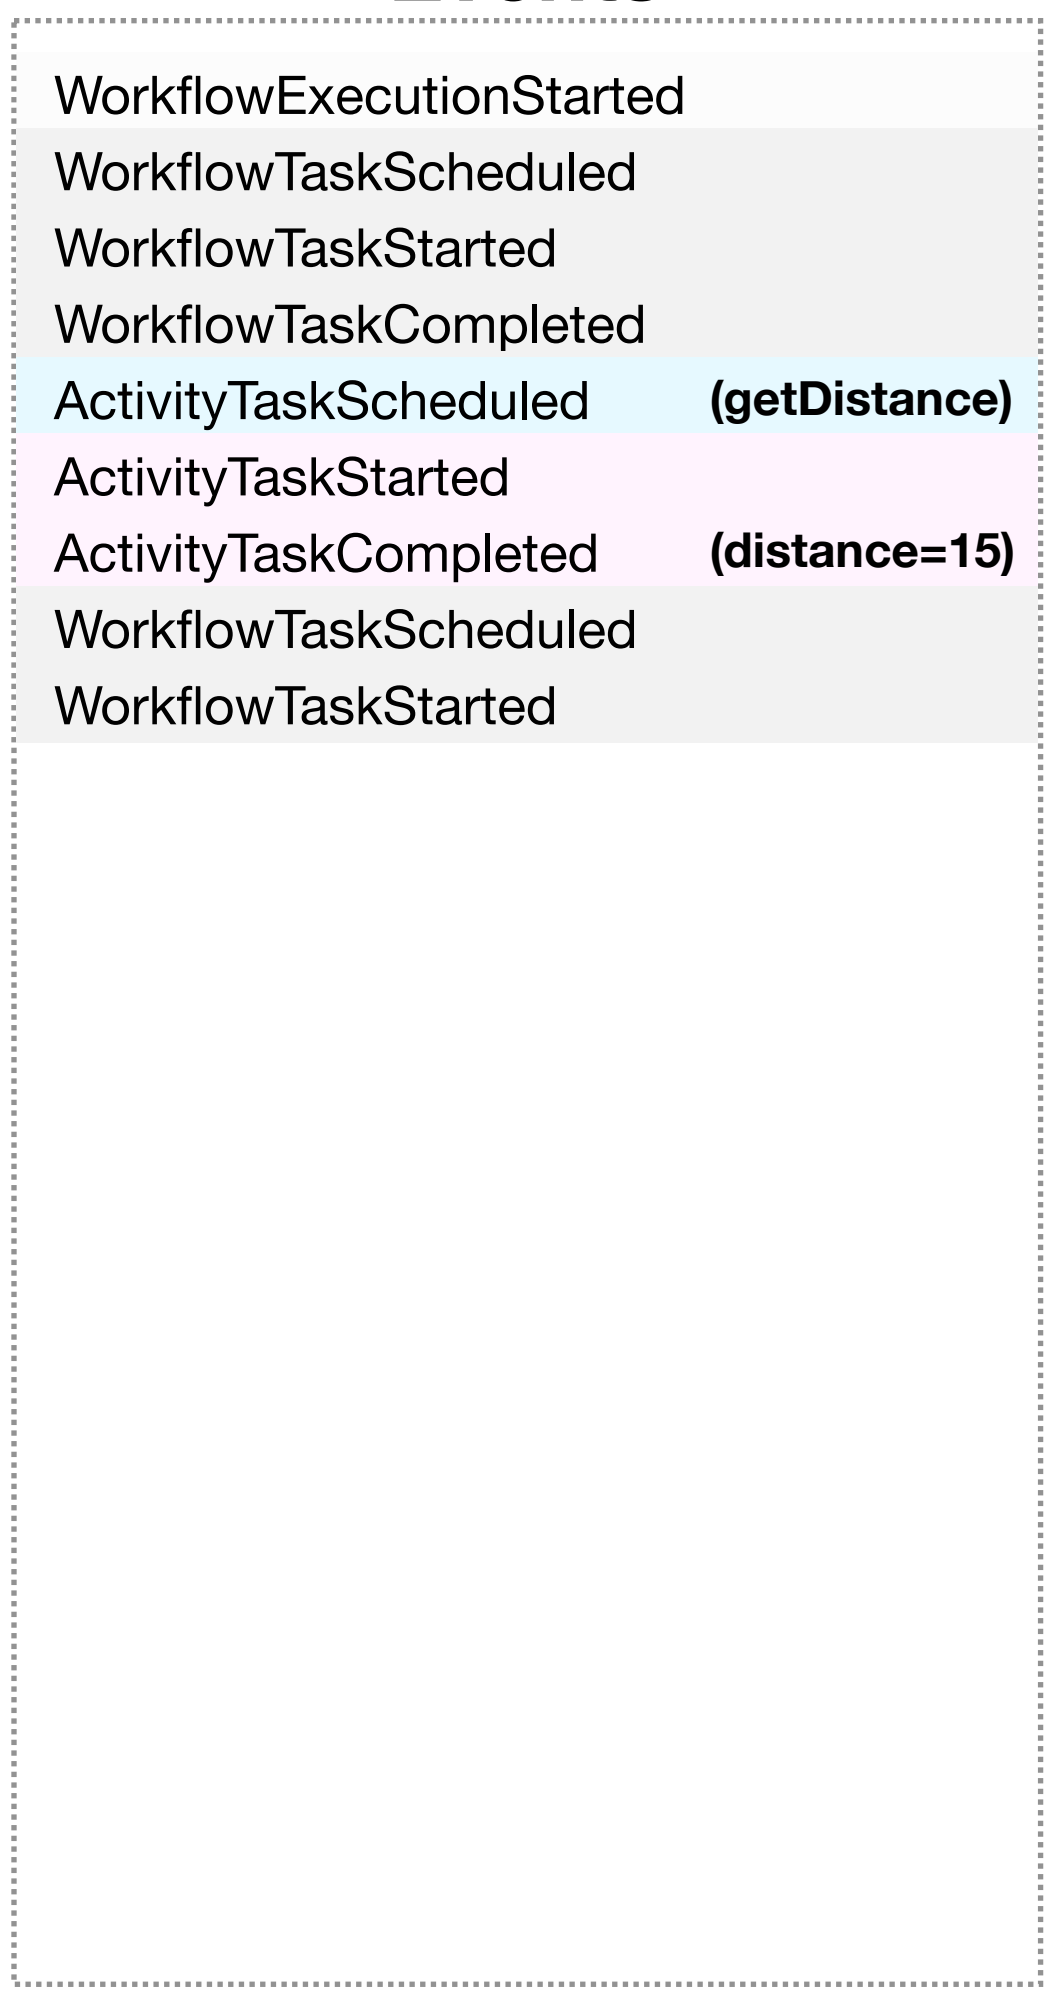 WorkflowExecutionStarted
WorkflowTaskScheduled
WorkflowTaskStarted
WorkflowTaskCompleted
ActivityTaskScheduled (getDistance)
ActivityTaskStarted
ActivityTaskCompleted (distance=15)
WorkflowTaskScheduled
WorkflowTaskStarted